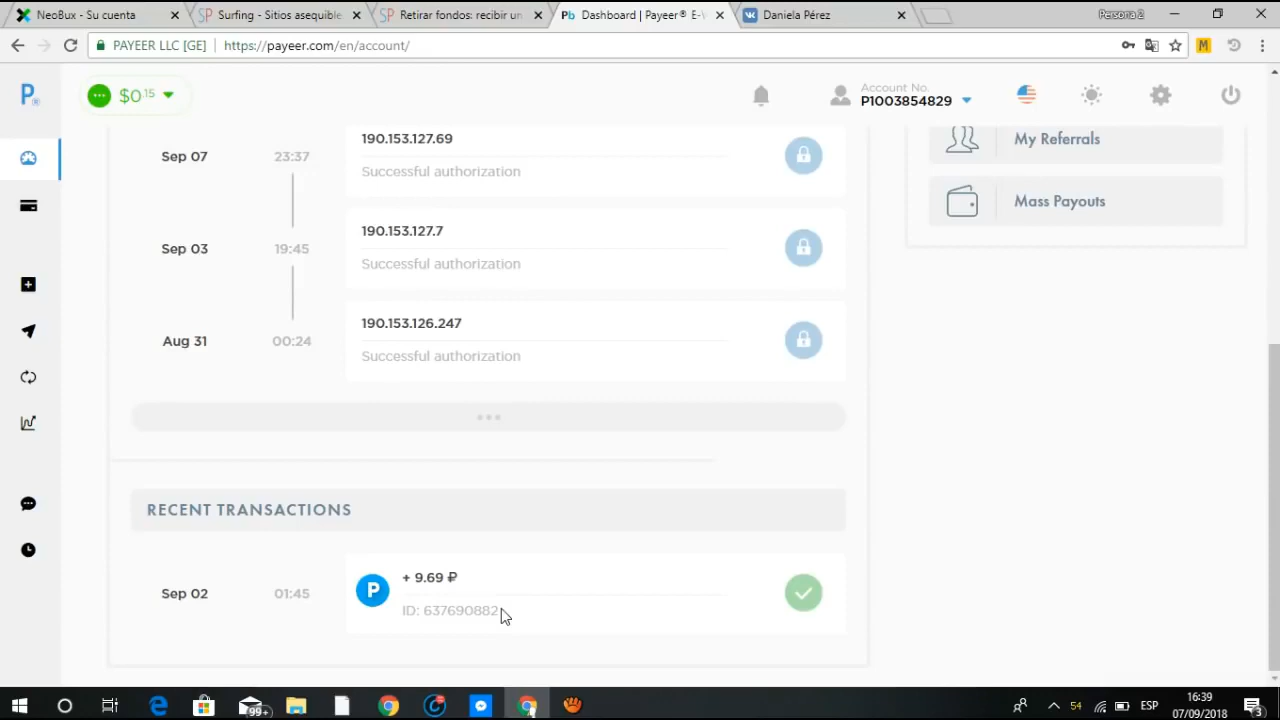 NeoBux - Su cuenta
Surfing - Sitios asequible
Retirar fondos: recibir un
Dashboard | Payeer® E-
Daniela Pérez
Persona 2
PAYEER LLC [GE]
https://payeer.com/en/account/
$0.15
Account No.
P1003854829
Sep 07
23:37
190.153.127.69
Successful authorization
My Referrals
Mass Payouts
Sep 03
19:45
190.153.127.7
Successful authorization
Aug 31
00:24
190.153.126.247
Successful authorization
RECENT TRANSACTIONS
Sep 02
01:45
+ 9.69 ₽
ID: 637690882
99+
54
ESP
16:39
07/09/2018
3